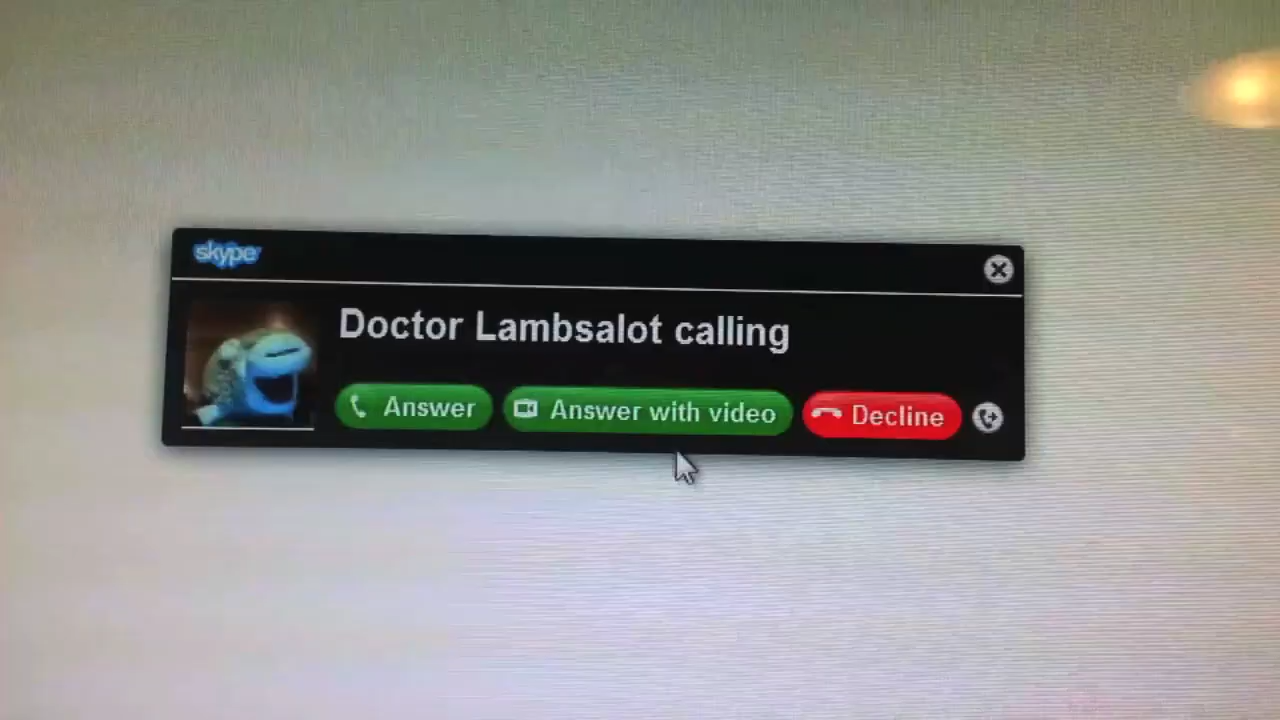 skype
Doctor Lambsalot calling
Answer
Answer with video
Decline